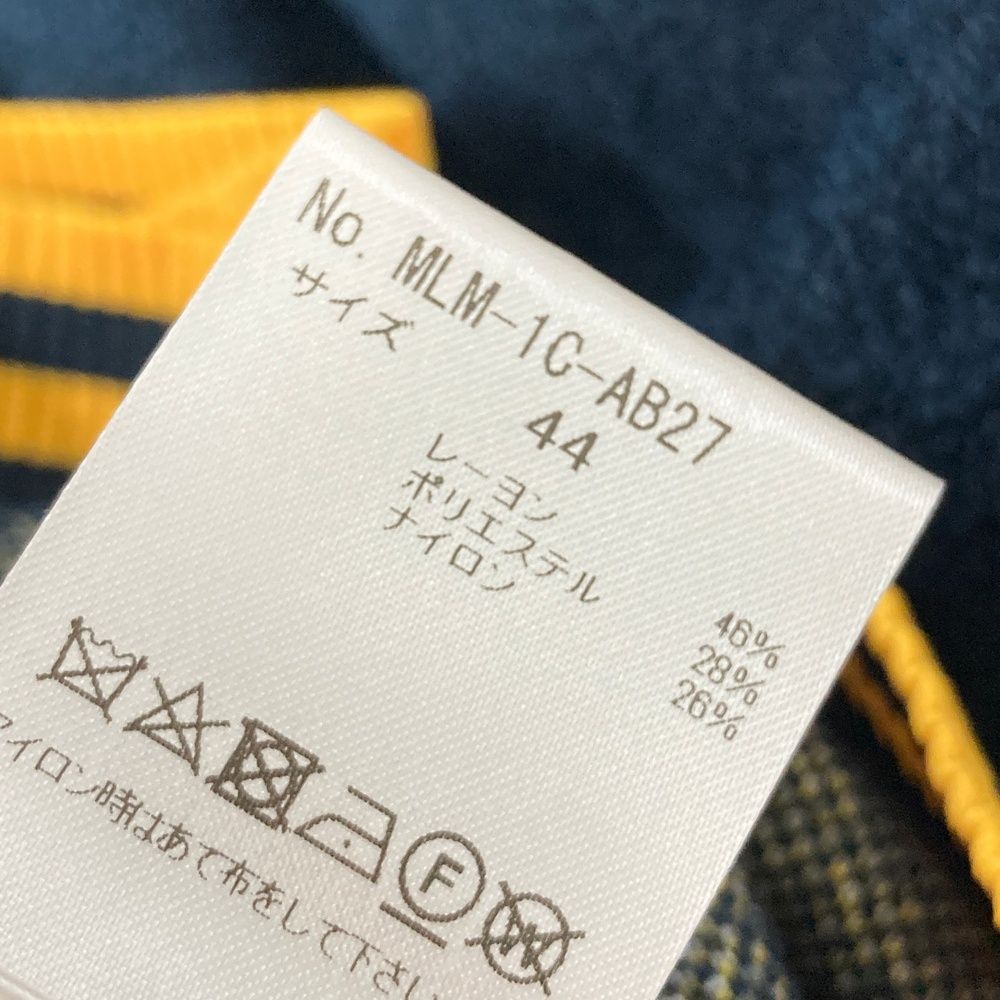 No. MLM-1C-AB27
サイズ 44
レーヨン 46%
ポリエステル 28%
ナイロン 26%
F
W
アイロン時はあて布をして下さい